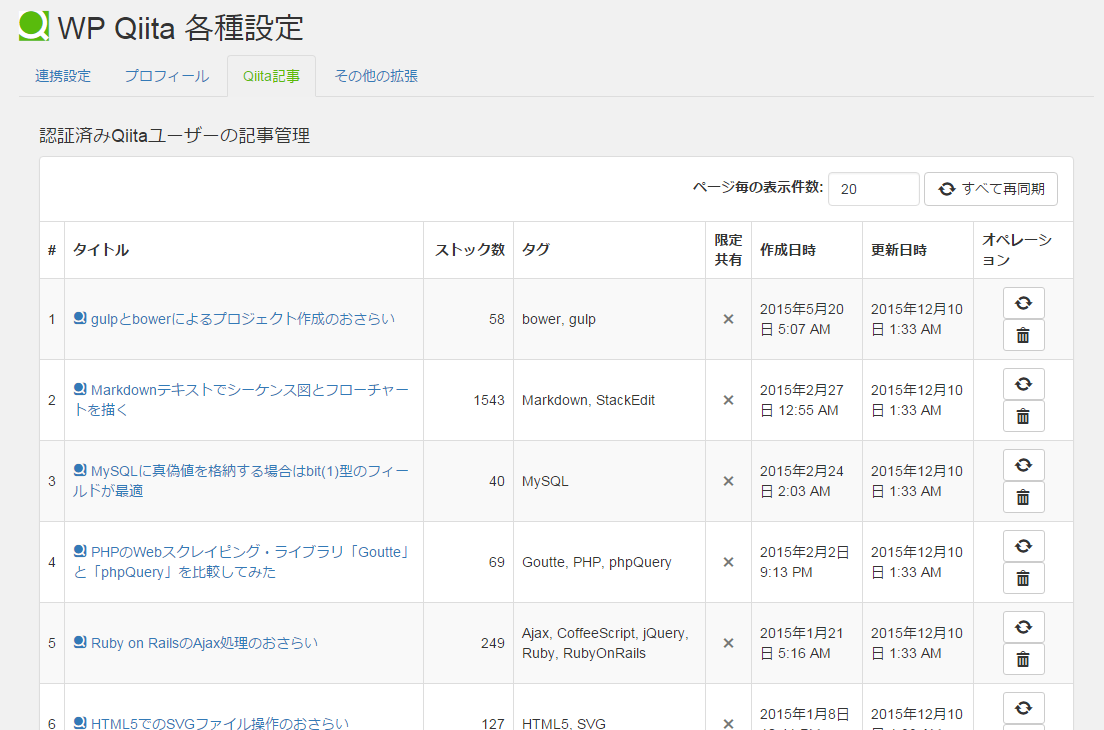 WP Qiita 各種設定
連携設定 プロフィール Qiita記事 その他の拡張
認証済みQiitaユーザーの記事管理
ページ毎の表示件数: 20 すべて再同期
# タイトル ストック数 タグ 限定 共有 作成日時 更新日時 オペレーシ
ョン
1 gulpとbowerによるプロジェクト作成のおさらい 58 bower, gulp × 2015年5月20 2015年12月10
日 5:07 AM 日 1:33 AM
2 Markdownテキストでシーケンス図とフローチャー 1543 Markdown, StackEdit × 2015年2月27 2015年12月10
トを描く 日 12:55 AM 日 1:33 AM
3 MySQLに真偽値を格納する場合はbit(1)型のフィー 40 MySQL × 2015年2月24 2015年12月10
ルドが最適 日 2:03 AM 日 1:33 AM
4 PHPのWebスクレイピング・ライブラリ「Goutte」 69 Goutte, PHP, phpQuery × 2015年2月2日 2015年12月10
と「phpQuery」を比較してみた 9:13 PM 日 1:33 AM
5 Ruby on RailsのAjax処理のおさらい 249 Ajax, CoffeeScript, jQuery, × 2015年1月21 2015年12月10
Ruby, RubyOnRails 日 5:16 AM 日 1:33 AM
6 HTML5でのSVGファイル操作のおさらい 127 HTML5, SVG × 2015年1月8日 2015年12月10